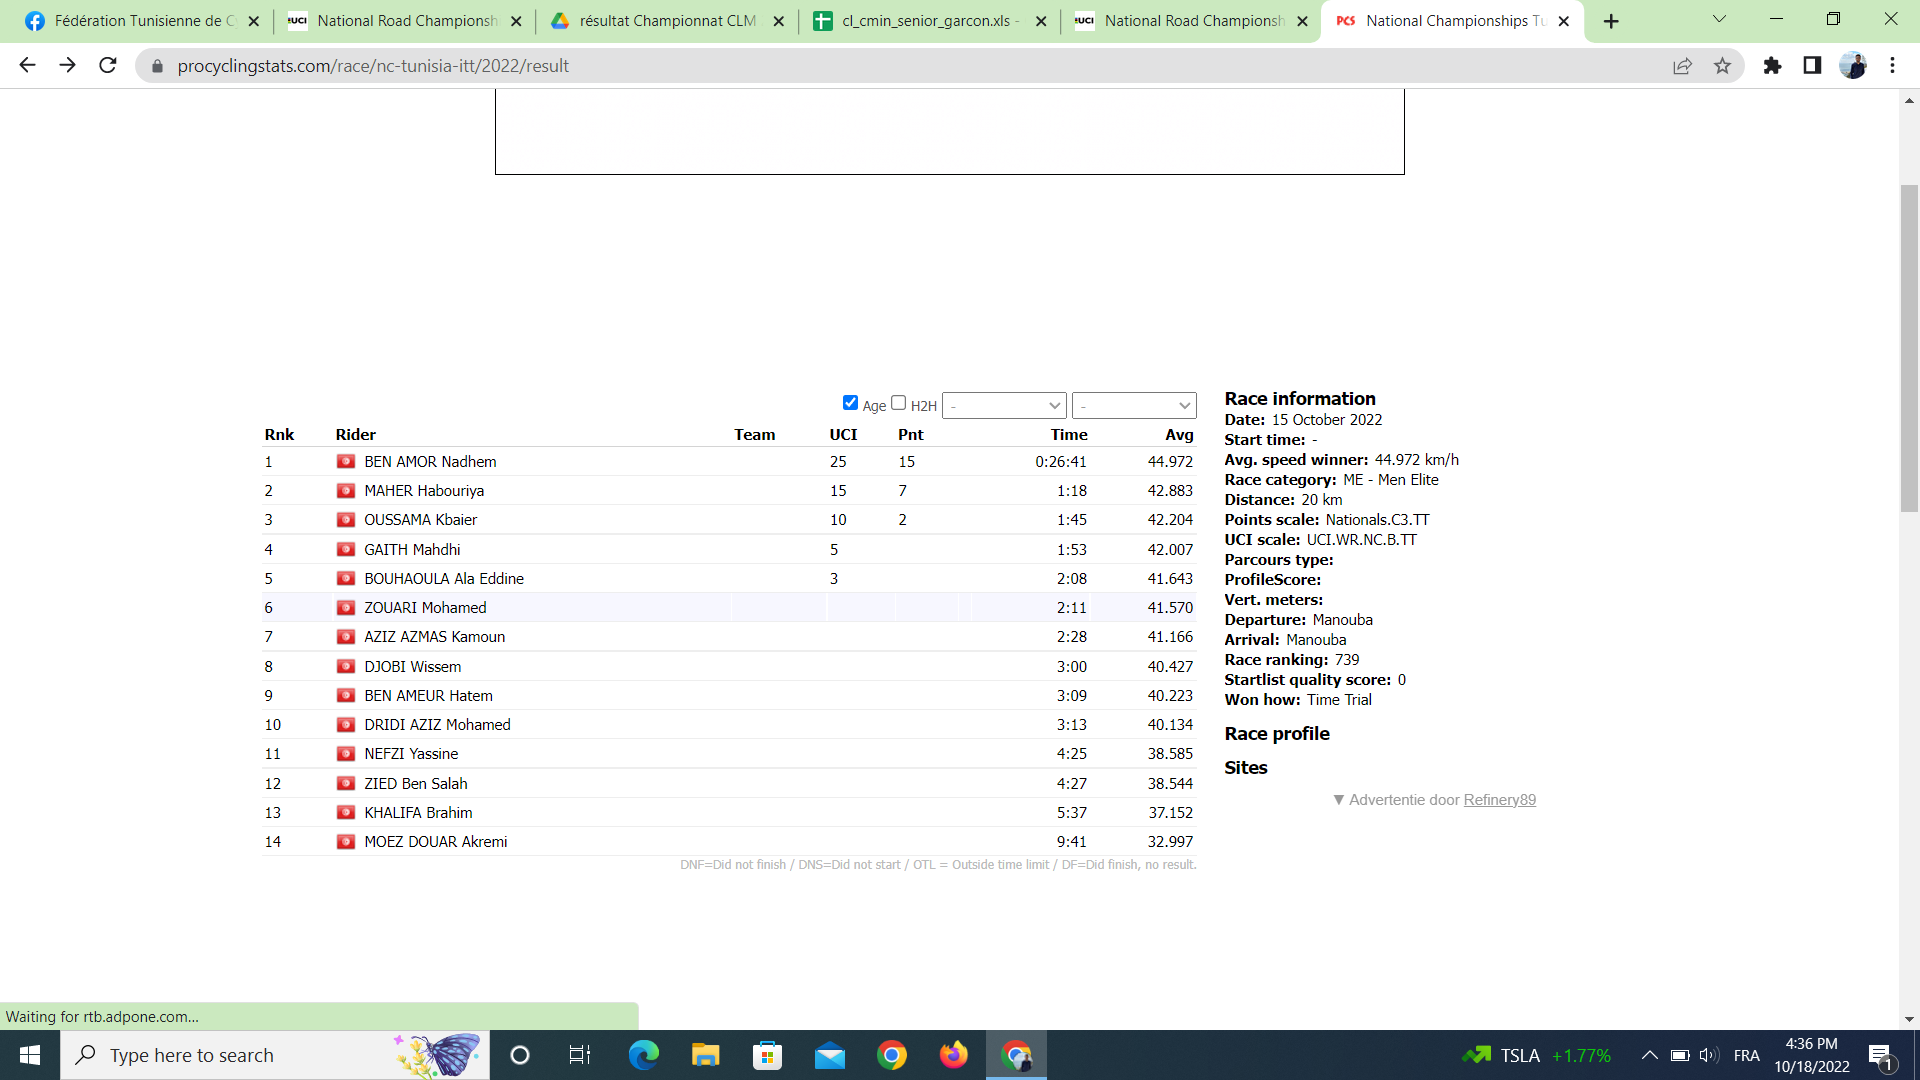 Fédération Tunisienne de C
National Road Championsh
résultat Championnat CLM
cl_cmin_senior_garcon.xls -
National Road Championsh
PCS National Championships Tu
procyclingstats.com/race/nc-tunisia-itt/2022/result
Age H2H - -
Rnk Rider Team UCI Pnt Time Avg
1 BEN AMOR Nadhem 25 15 0:26:41 44.972
2 MAHER Habouriya 15 7 1:18 42.883
3 OUSSAMA Kbaier 10 2 1:45 42.204
4 GAITH Mahdhi 5 1:53 42.007
5 BOUHAOULA Ala Eddine 3 2:08 41.643
6 ZOUARI Mohamed 2:11 41.570
7 AZIZ AZMAS Kamoun 2:28 41.166
8 DJOBI Wissem 3:00 40.427
9 BEN AMEUR Hatem 3:09 40.223
10 DRIDI AZIZ Mohamed 3:13 40.134
11 NEFZI Yassine 4:25 38.585
12 ZIED Ben Salah 4:27 38.544
13 KHALIFA Brahim 5:37 37.152
14 MOEZ DOUAR Akremi 9:41 32.997
DNF=Did not finish / DNS=Did not start / OTL = Outside time limit / DF=Did finish, no result.
Race information
Date: 15 October 2022
Start time: -
Avg. speed winner: 44.972 km/h
Race category: ME - Men Elite
Distance: 20 km
Points scale: Nationals.C3.TT
UCI scale: UCI.WR.NC.B.TT
Parcours type:
ProfileScore:
Vert. meters:
Departure: Manouba
Arrival: Manouba
Race ranking: 739
Startlist quality score: 0
Won how: Time Trial
Race profile
Sites
▼ Advertentie door Refinery89
Waiting for rtb.adpone.com...
Type here to search
TSLA +1.77%
FRA
4:36 PM
10/18/2022
1